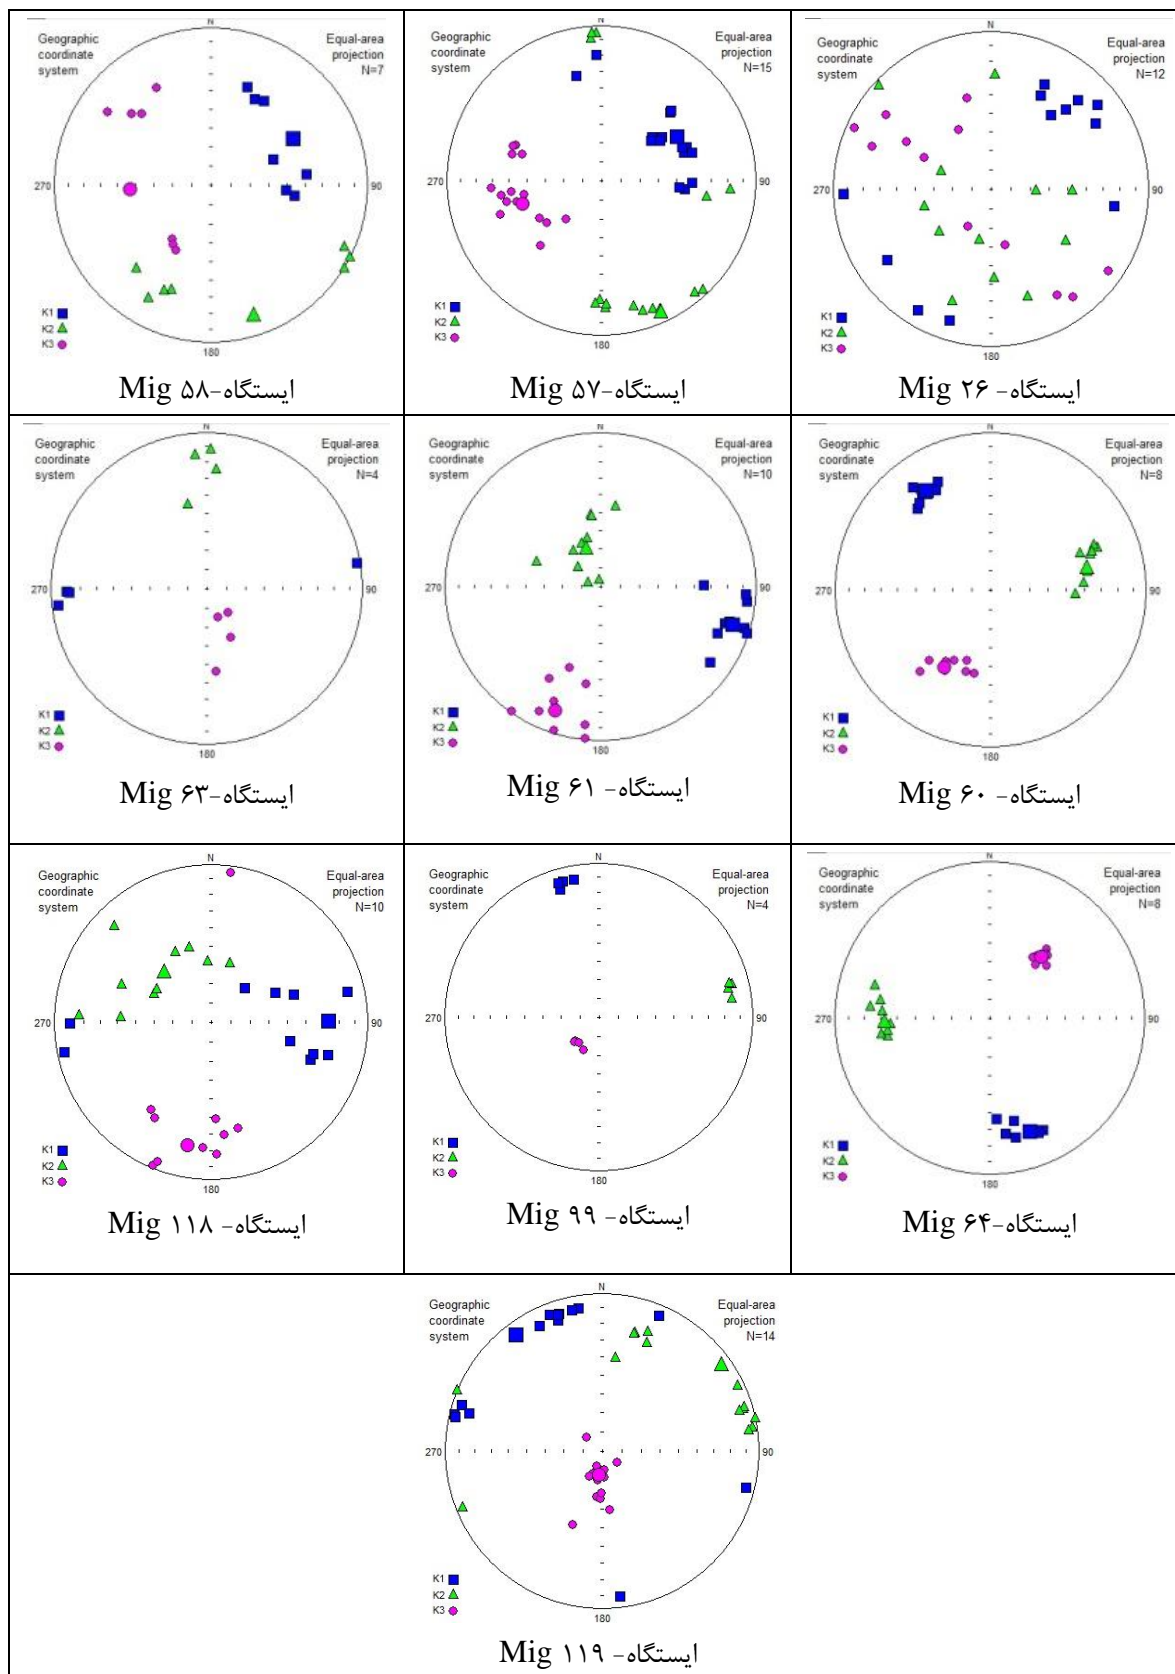 N
Geographic
coordinate
system
Equal-area
projection
N=12
270
90
K1
K2
K3
180
ایستگاه- Mig ۲۶
N
Geographic
coordinate
system
Equal-area
projection
N=15
270
90
K1
K2
K3
180
ایستگاه-Mig ۵۷
N
Geographic
coordinate
system
Equal-area
projection
N=7
270
90
K1
K2
K3
180
ایستگاه-Mig ۵۸
N
Geographic
coordinate
system
Equal-area
projection
N=8
270
90
K1
K2
K3
180
ایستگاه- Mig ۶۰
N
Geographic
coordinate
system
Equal-area
projection
N=10
270
90
K1
K2
K3
180
ایستگاه- Mig ۶۱
N
Geographic
coordinate
system
Equal-area
projection
N=4
270
90
K1
K2
K3
180
ایستگاه-Mig ۶۳
N
Geographic
coordinate
system
Equal-area
projection
N=8
270
90
K1
K2
K3
180
ایستگاه-Mig ۶۴
N
Geographic
coordinate
system
Equal-area
projection
N=4
270
90
K1
K2
K3
180
ایستگاه- Mig ۹۹
N
Geographic
coordinate
system
Equal-area
projection
N=10
270
90
K1
K2
K3
180
ایستگاه- Mig ۱۱۸
N
Geographic
coordinate
system
Equal-area
projection
N=14
270
90
K1
K2
K3
180
ایستگاه- Mig ۱۱۹